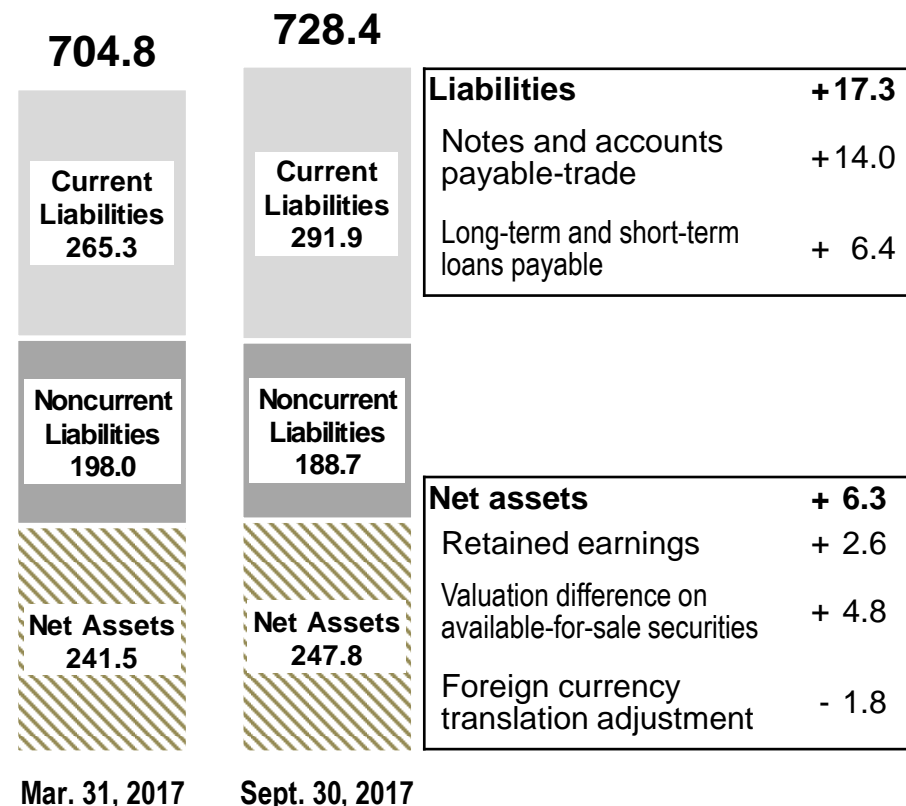 704.8
Current
Liabilities
265.3
Noncurrent
Liabilities
198.0
Net Assets
241.5
Mar. 31, 2017
728.4
Current
Liabilities
291.9
Noncurrent
Liabilities
188.7
Net Assets
247.8
Sept. 30, 2017
Liabilities +17.3
Notes and accounts
payable-trade +14.0
Long-term and short-term
loans payable + 6.4
Net assets + 6.3
Retained earnings + 2.6
Valuation difference on
available-for-sale securities + 4.8
Foreign currency
translation adjustment - 1.8